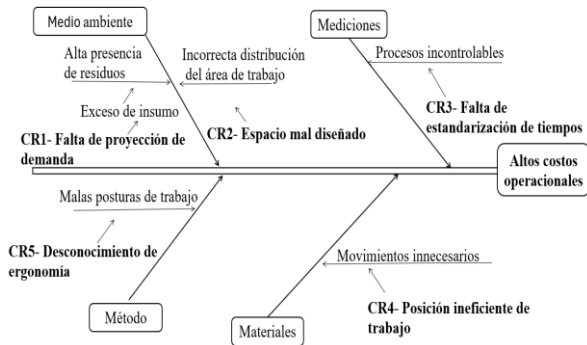 Medio ambiente
Mediciones
Alta presencia
de residuos
Incorrecta distribución
del área de trabajo
Procesos incontrolables
Exceso de insumo
CR1- Falta de proyección de
demanda
CR2- Espacio mal diseñado
CR3- Falta de
estandarización de tiempos
Altos costos
operacionales
Malas posturas de trabajo
CR5- Desconocimiento de
ergonomía
Movimientos innecesarios
CR4- Posición ineficiente de
trabajo
Método
Materiales